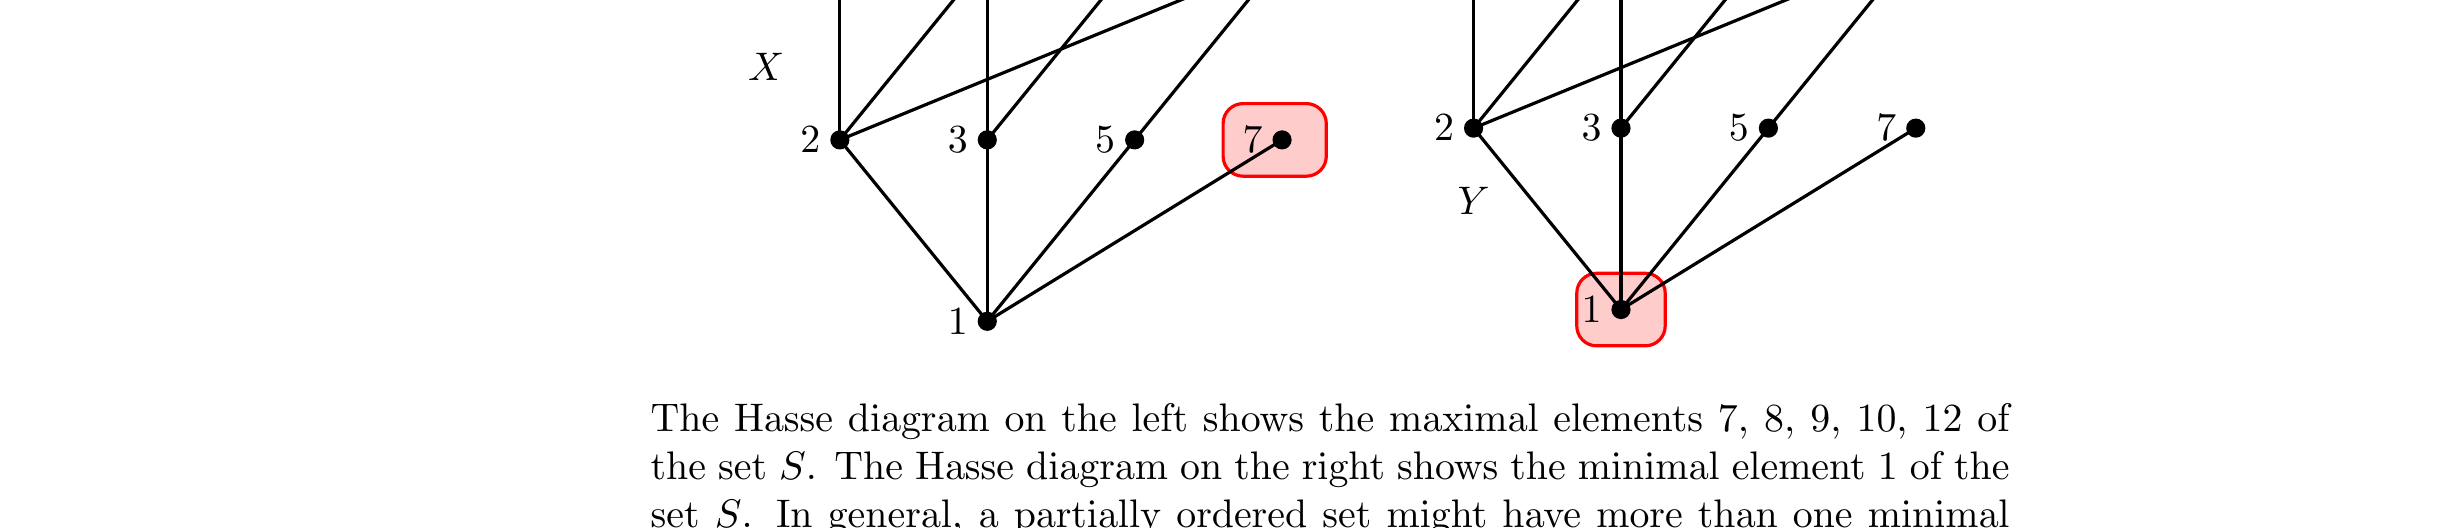 X
2 3 5 7
1
2 3 5 7
Y
1
The Hasse diagram on the left shows the maximal elements 7, 8, 9, 10, 12 of
the set S. The Hasse diagram on the right shows the minimal element 1 of the
set S. In general, a partially ordered set might have more than one minimal